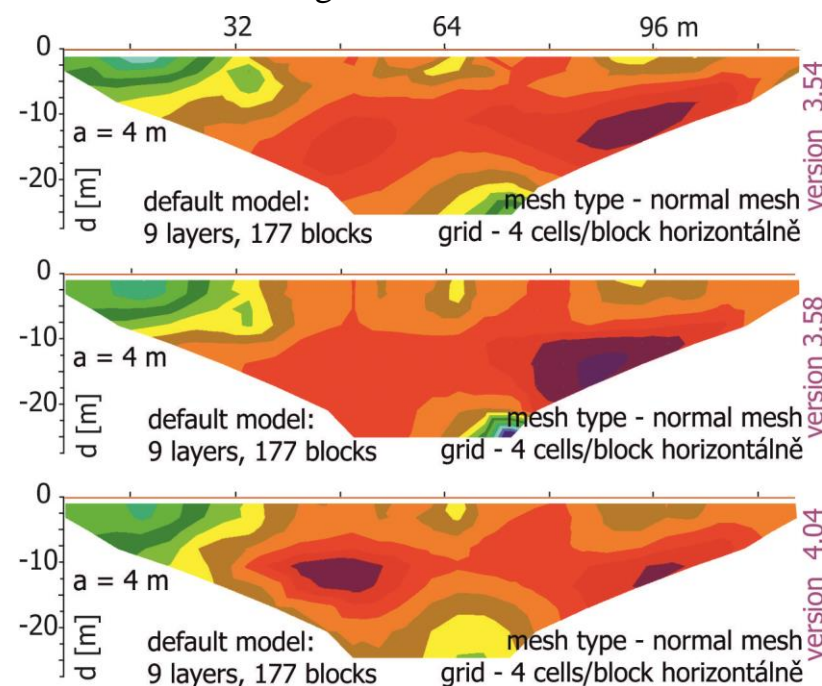 32 64 96 m
0
-10
-20
d [m]
a = 4 m
default model:
9 layers, 177 blocks
mesh type - normal mesh
grid - 4 cells/block horizontálně
version 3.54
0
-10
-20
d [m]
a = 4 m
default model:
9 layers, 177 blocks
mesh type - normal mesh
grid - 4 cells/block horizontálně
version 3.58
0
-10
-20
d [m]
a = 4 m
default model:
9 layers, 177 blocks
mesh type - normal mesh
grid - 4 cells/block horizontálně
version 4.04